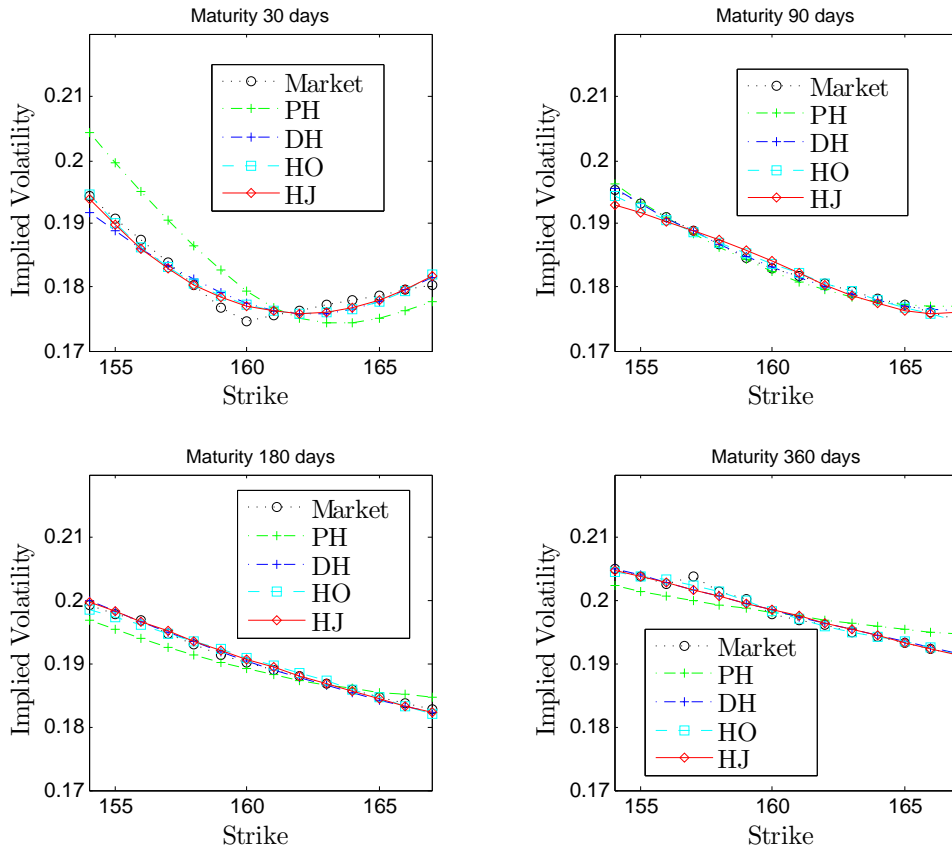 Maturity 30 days
Implied Volatility
0.21
0.2
0.19
0.18
0.17
Market
PH
DH
HO
HJ
155 160 165
Strike
Maturity 90 days
Implied Volatility
0.21
0.2
0.19
0.18
0.17
Market
PH
DH
HO
HJ
155 160 165
Strike
Maturity 180 days
Implied Volatility
0.21
0.2
0.19
0.18
0.17
Market
PH
DH
HO
HJ
155 160 165
Strike
Maturity 360 days
Implied Volatility
0.21
0.2
0.19
0.18
0.17
Market
PH
DH
HO
HJ
155 160 165
Strike